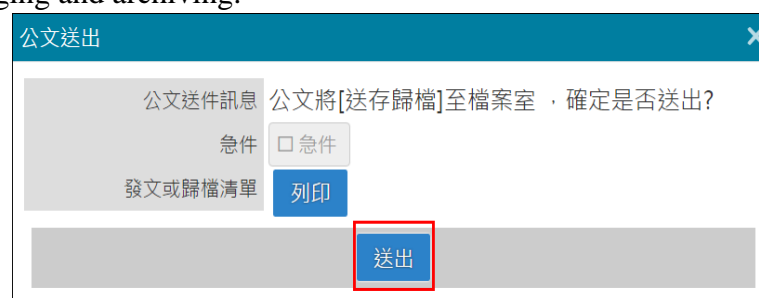 ging and archiving.
公文送出 ×
公文送件訊息 公文將[送存歸檔]至檔案室 ，確定是否送出?
急件 急件
發文或歸檔清單 列印
送出